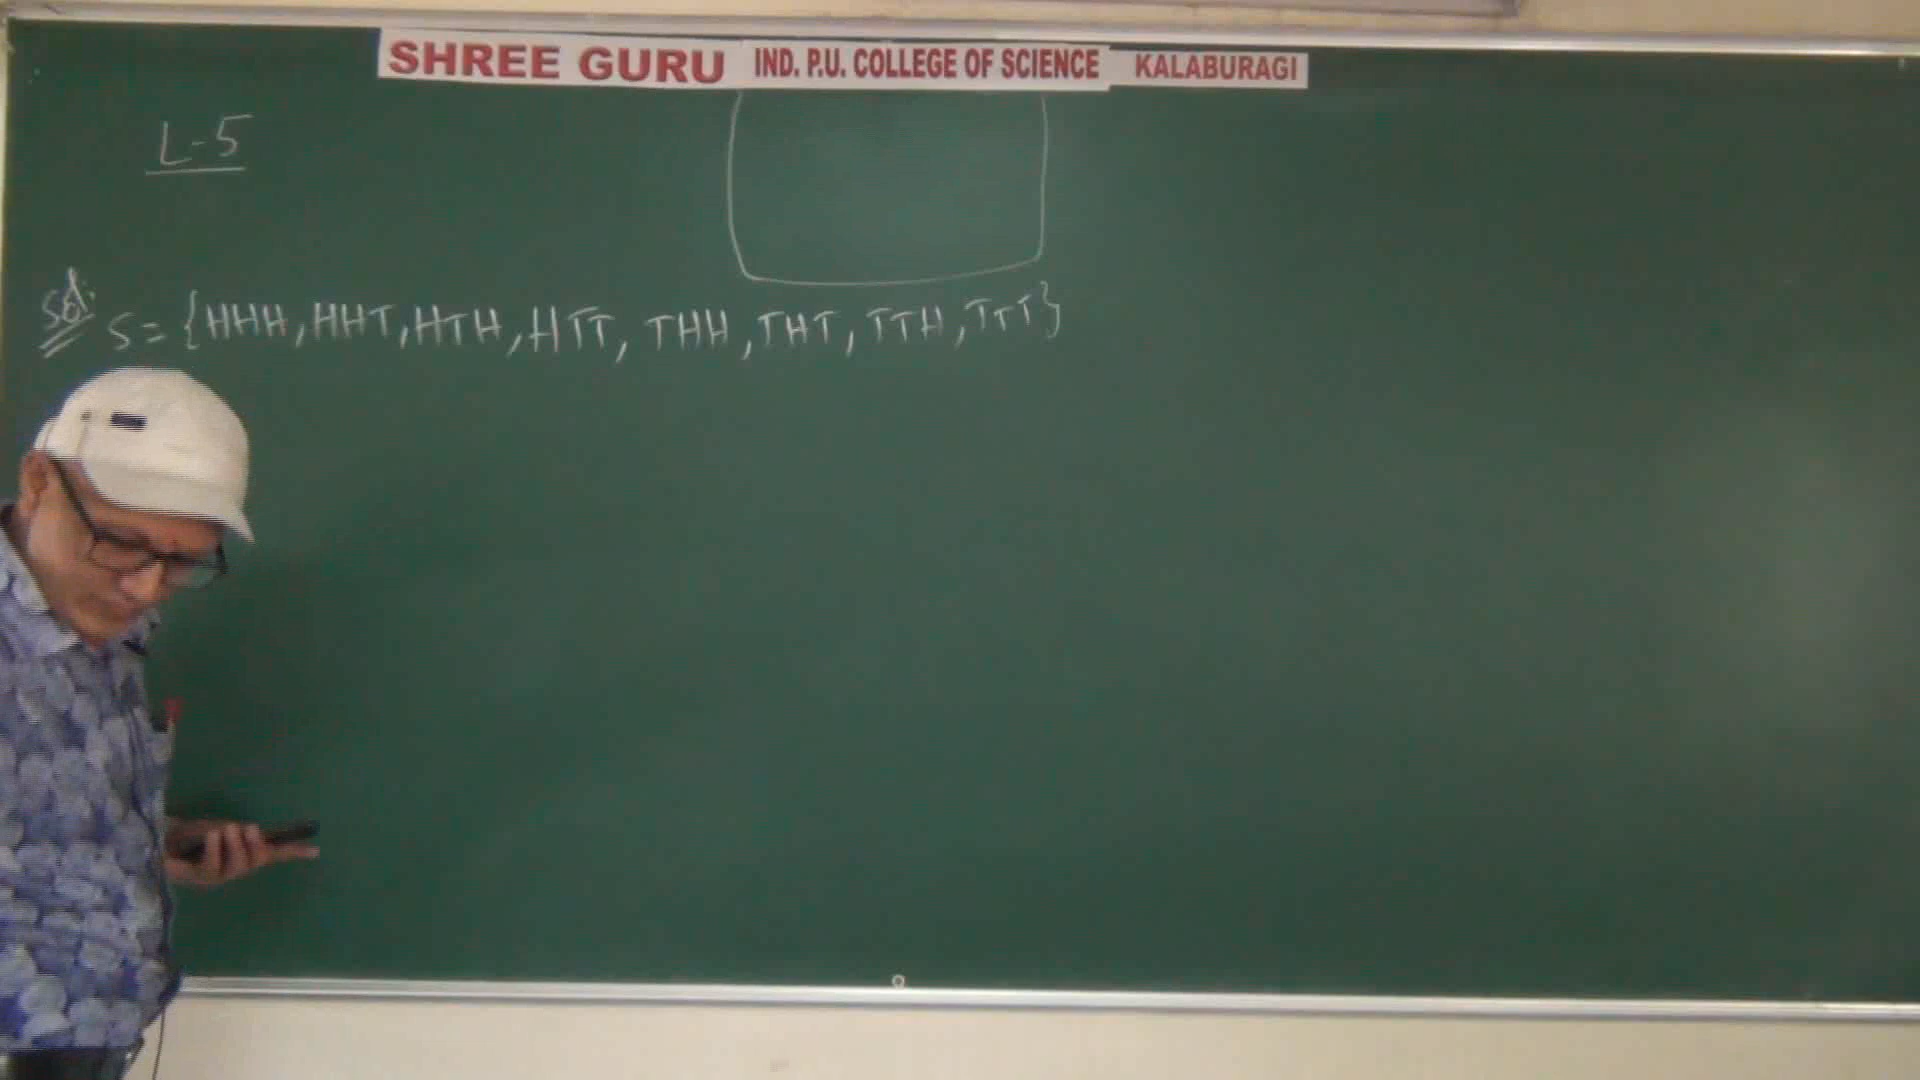 SHREE GURU IND. P.U. COLLEGE OF SCIENCE KALABURAGI
L-5
Sol: S = {HHH, HHT, HTH, HTT, THH, THT, TTH, TTT}